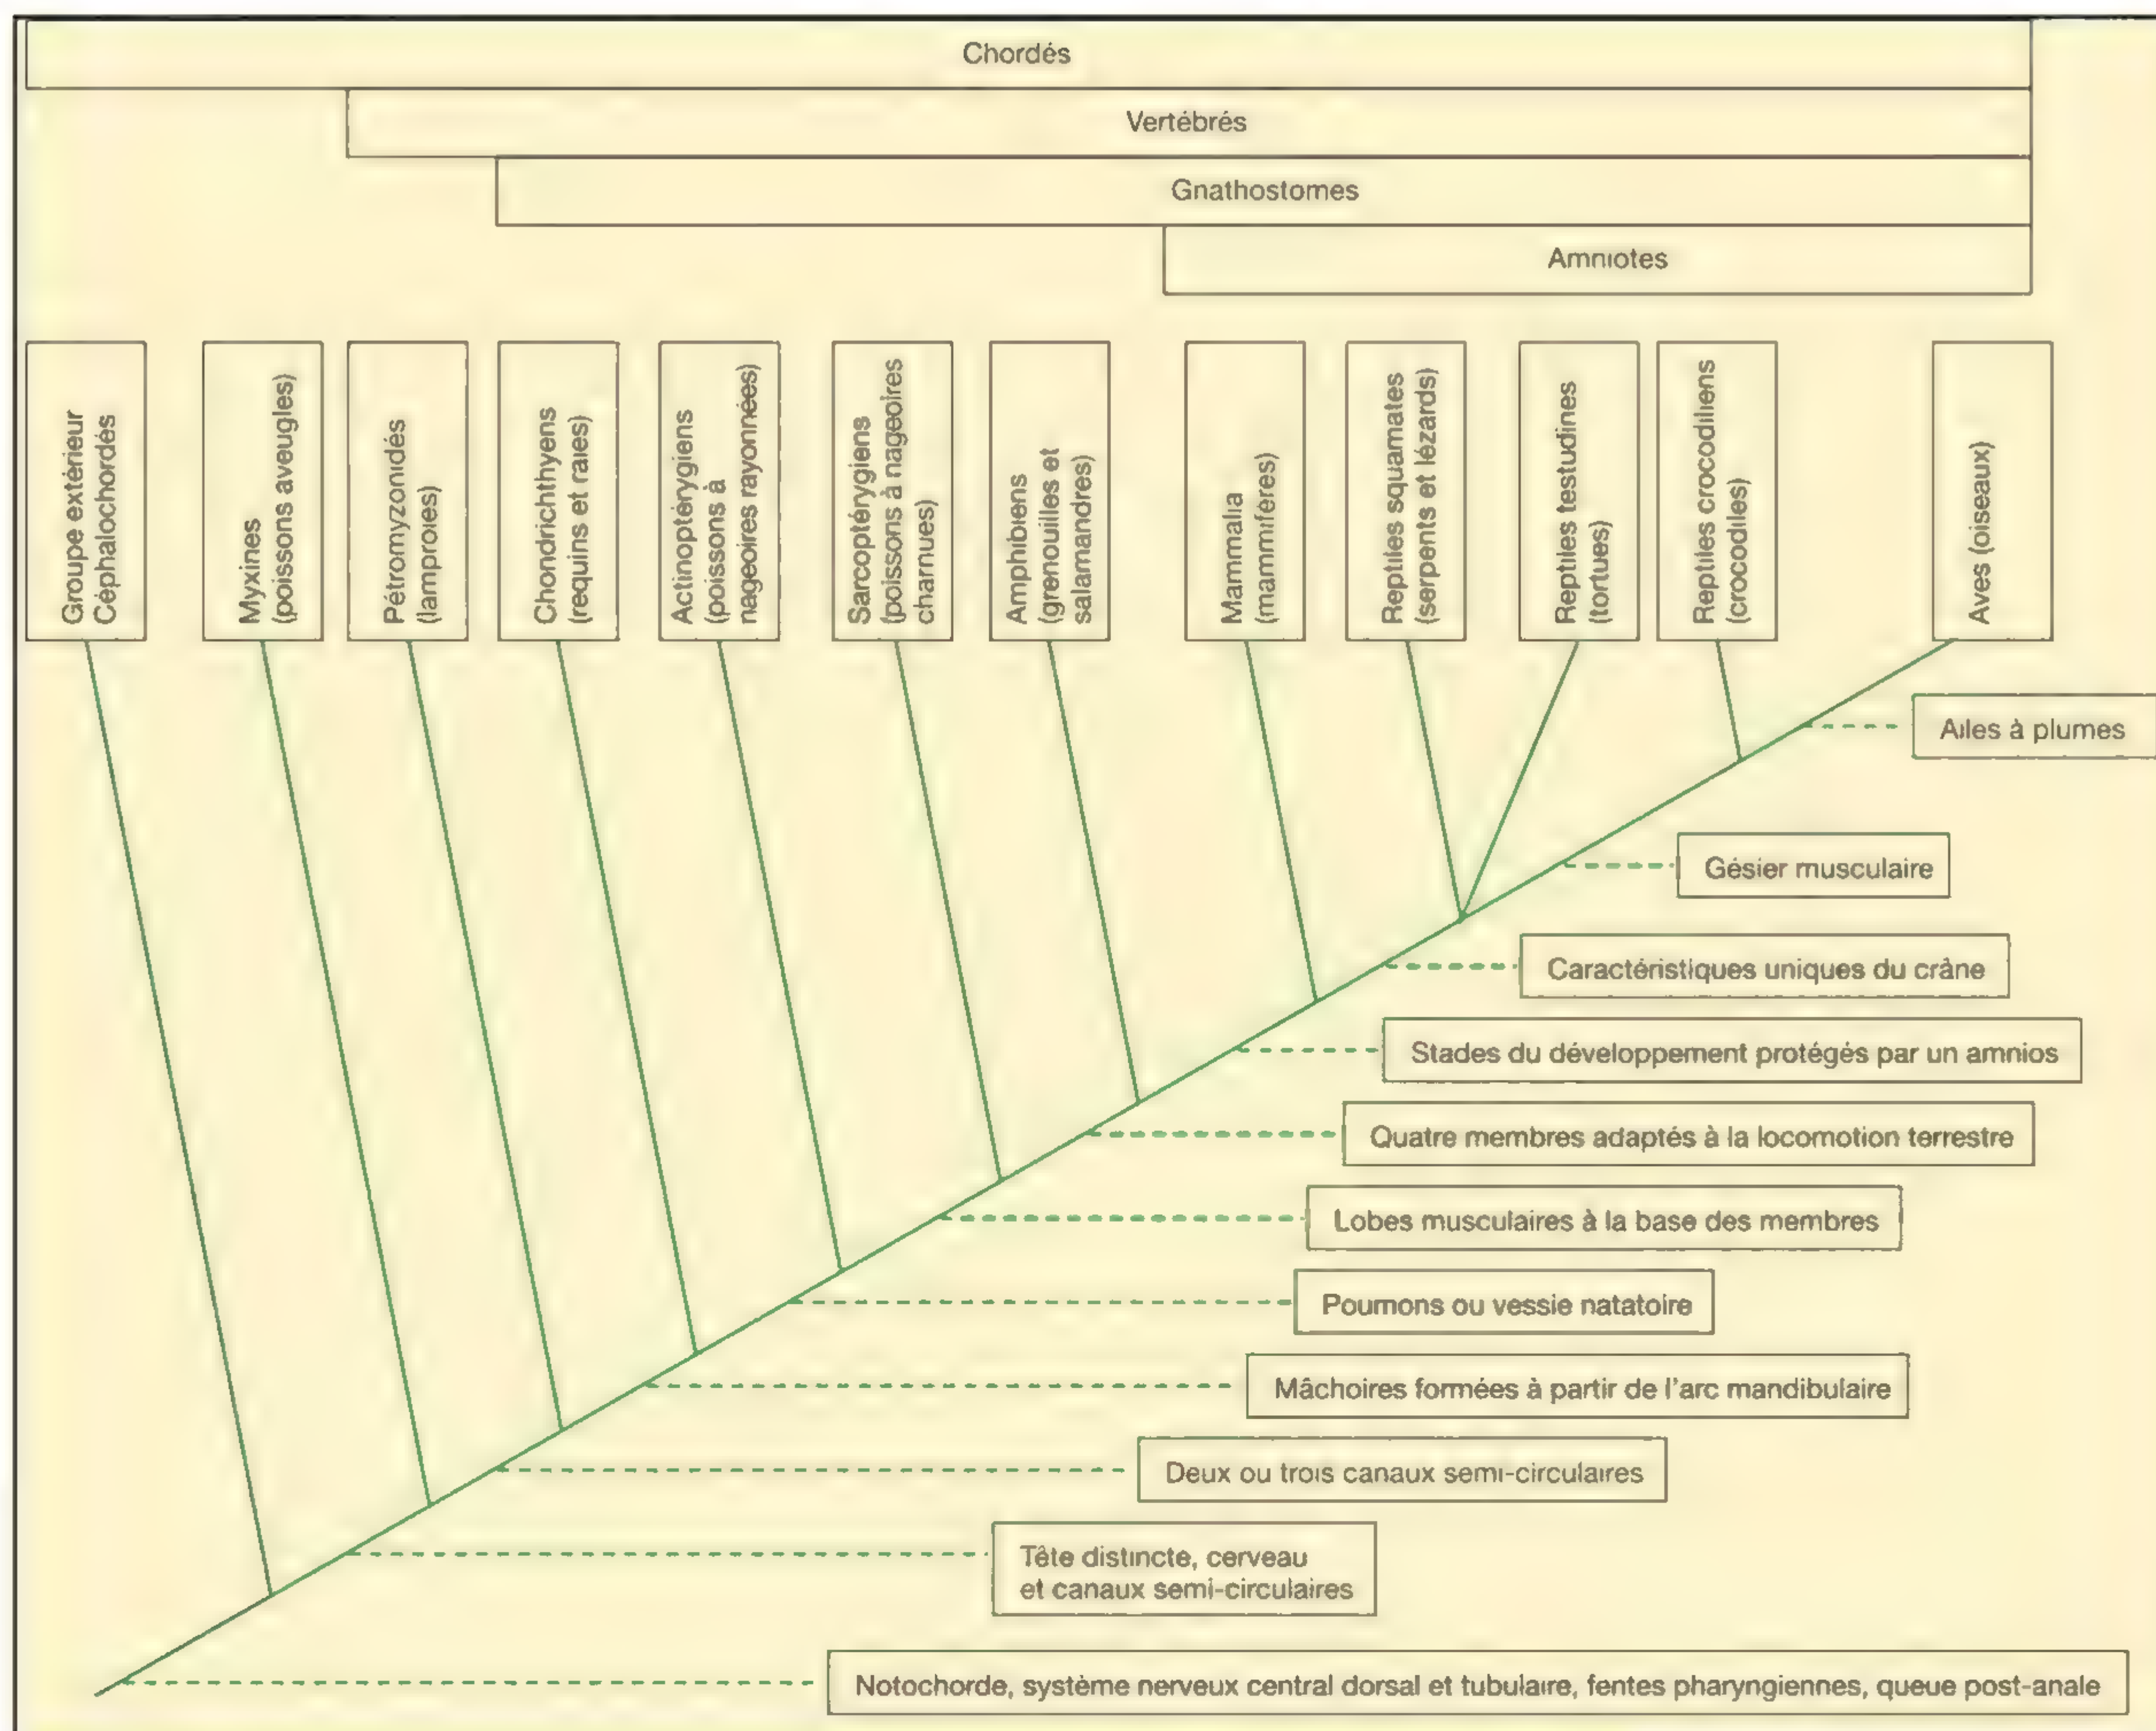 Chordés
Vertébrés
Gnathostomes
Amniotes
Groupe extérieur
Céphalochordés
Myxines
(poissons aveugles)
Pétromyzonidés
(lamproies)
Chondrichthyens
(requins et raies)
Actinoptérygiens
(poissons à
nageoires rayonnées)
Sarcoptérygiens
(poissons à nageoires
charnues)
Amphibiens
(grenouilles et
salamandres)
Mammalia
(mammifères)
Reptiles squamates
(serpents et lézards)
Reptiles testudines
(tortues)
Reptiles crocodiliens
(crocodiles)
Aves (oiseaux)
Ailes à plumes
Gésier musculaire
Caractéristiques uniques du crâne
Stades du développement protégés par un amnios
Quatre membres adaptés à la locomotion terrestre
Lobes musculaires à la base des membres
Poumons ou vessie natatoire
Mâchoires formées à partir de l'arc mandibulaire
Deux ou trois canaux semi-circulaires
Tête distincte, cerveau
et canaux semi-circulaires
Notochorde, système nerveux central dorsal et tubulaire, fentes pharyngiennes, queue post-anale